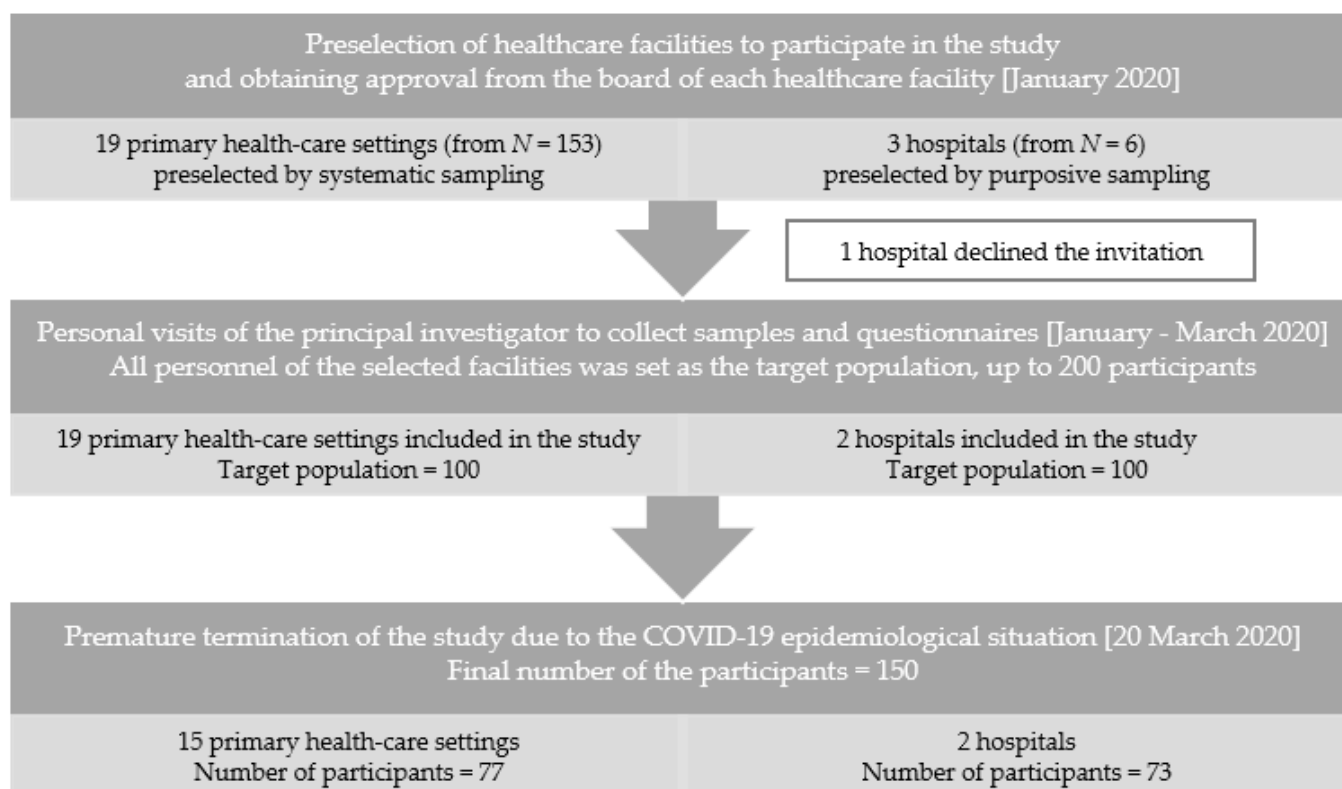 Preselection of healthcare facilities to participate in the study
and obtaining approval from the board of each healthcare facility [January 2020]
19 primary health-care settings (from N = 153)
preselected by systematic sampling
3 hospitals (from N = 6)
preselected by purposive sampling
1 hospital declined the invitation
Personal visits of the principal investigator to collect samples and questionnaires [January - March 2020]
All personnel of the selected facilities was set as the target population, up to 200 participants
19 primary health-care settings included in the study
Target population = 100
2 hospitals included in the study
Target population = 100
Premature termination of the study due to the COVID-19 epidemiological situation [20 March 2020]
Final number of the participants = 150
15 primary health-care settings
Number of participants = 77
2 hospitals
Number of participants = 73